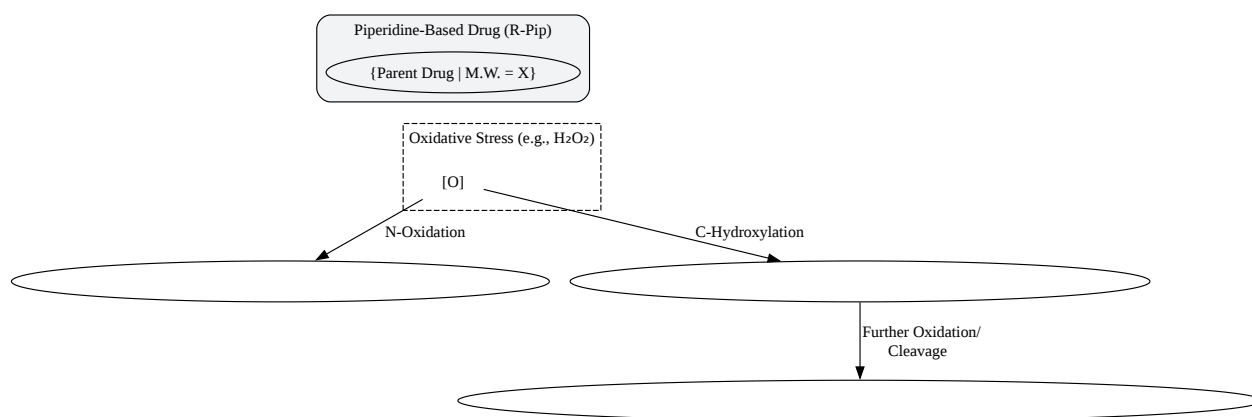 Piperidine-Based Drug (R-Pip)
{Parent Drug | M.W. = X}
Oxidative Stress (e.g., H₂O₂)
[O]
N-Oxidation
C-Hydroxylation
Further Oxidation/
Cleavage